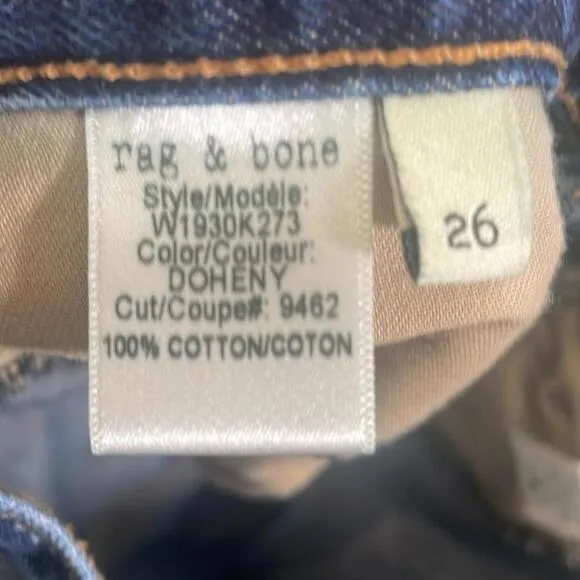 rag & bone
Style/Modèle:
W1930K273
Color/Couleur:
DOHENY
Cut/Coupe#: 9462
100% COTTON/COTON
26